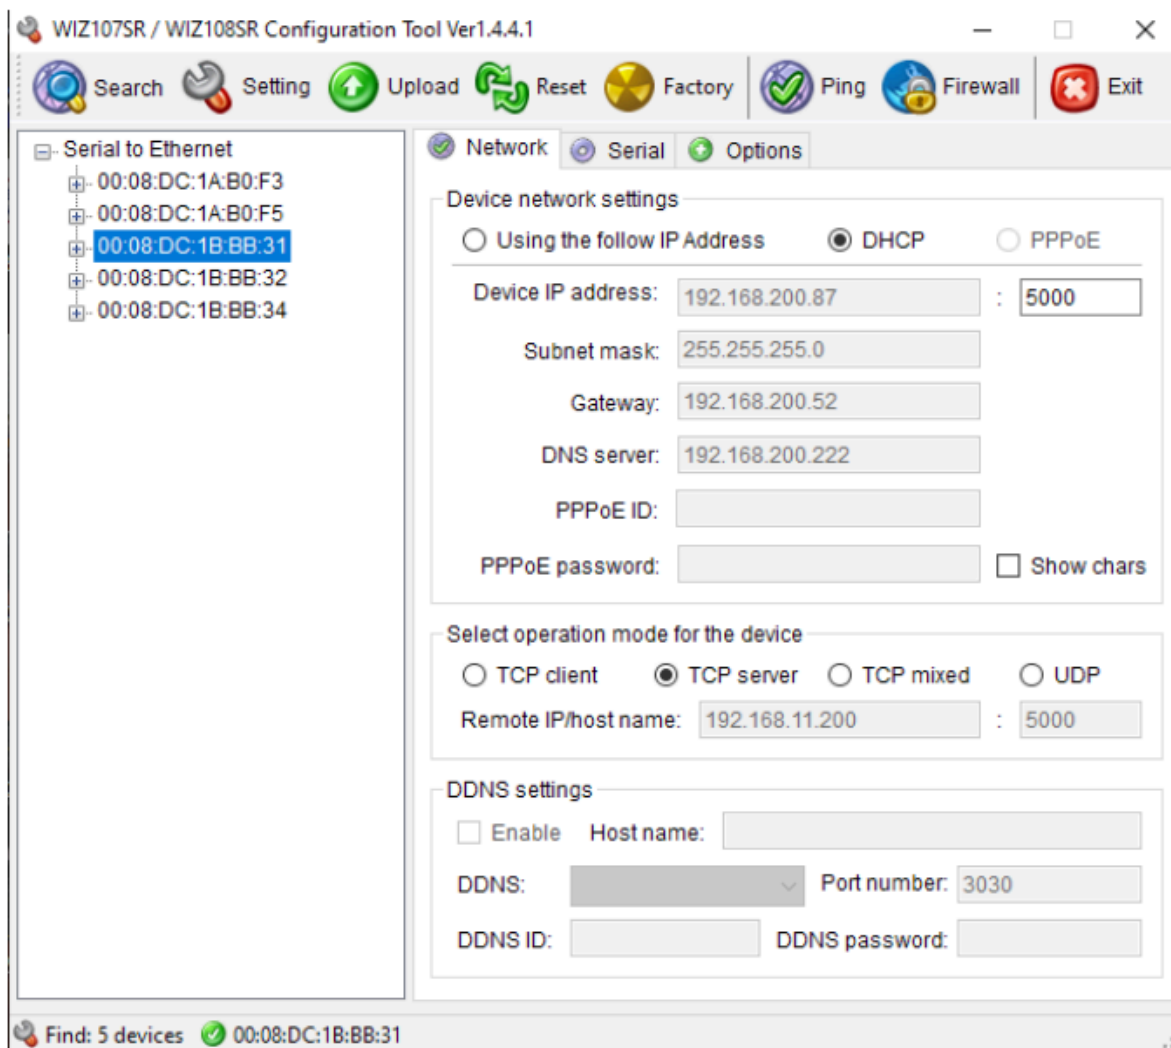 WIZ107SR / WIZ108SR Configuration Tool Ver1.4.4.1
Search Setting Upload Reset Factory Ping Firewall Exit
Serial to Ethernet
00:08:DC:1A:B0:F3
00:08:DC:1A:B0:F5
00:08:DC:1B:BB:31
00:08:DC:1B:BB:32
00:08:DC:1B:BB:34
Network Serial Options
Device network settings
Using the follow IP Address DHCP PPPoE
Device IP address: 192.168.200.87 : 5000
Subnet mask: 255.255.255.0
Gateway: 192.168.200.52
DNS server: 192.168.200.222
PPPoE ID:
PPPoE password: Show chars
Select operation mode for the device
TCP client TCP server TCP mixed UDP
Remote IP/host name: 192.168.11.200 : 5000
DDNS settings
Enable Host name:
DDNS: Port number: 3030
DDNS ID: DDNS password:
Find: 5 devices 00:08:DC:1B:BB:31